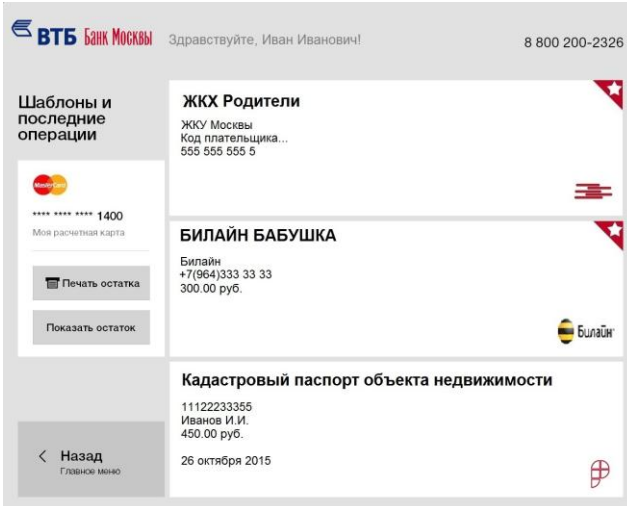 ВТБ Банк Москвы
Здравствуйте, Иван Иванович!
8 800 200-2326
Шаблоны и
последние
операции
MasterCard
**** **** **** 1400
Моя расчетная карта
Печать остатка
Показать остаток
Назад
Главное меню
ЖКХ Родители
ЖКУ Москвы
Код плательщика...
555 555 555 5
БИЛАЙН БАБУШКА
Билайн
+7(964)333 33 33
300.00 руб.
Билайн
Кадастровый паспорт объекта недвижимости
11122233355
Иванов И.И.
450.00 руб.
26 октября 2015